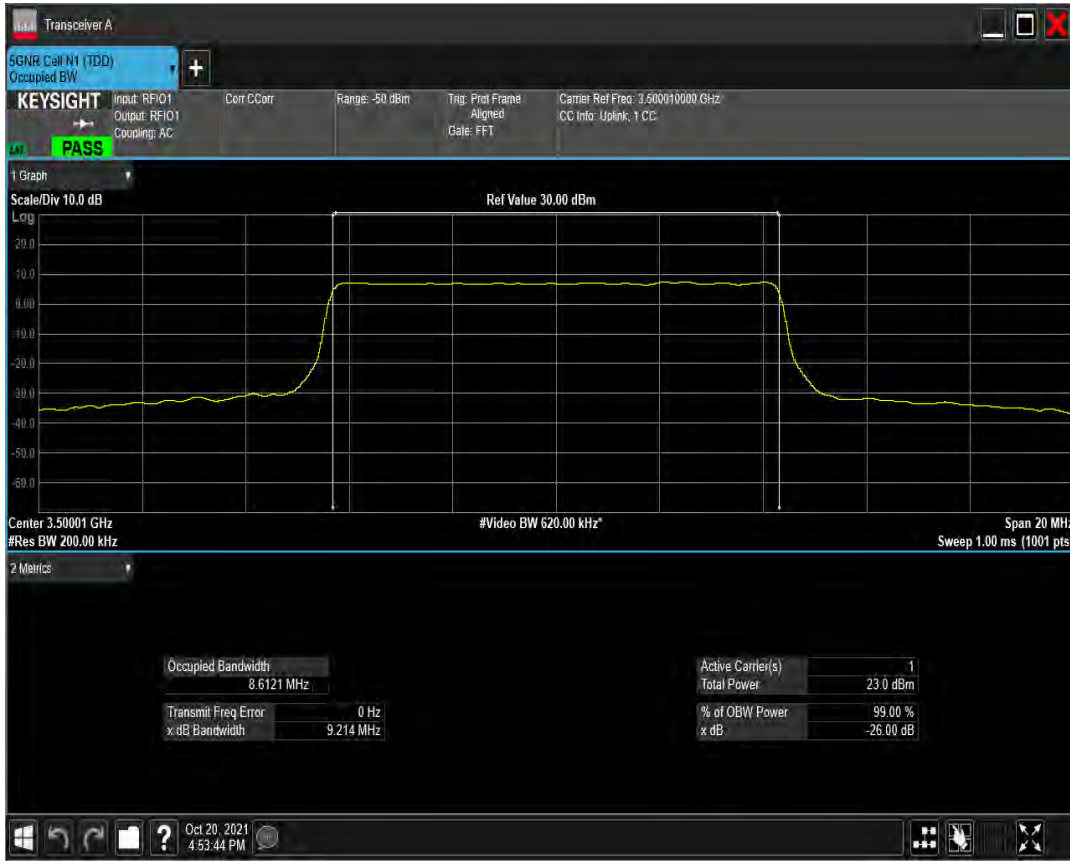 Transceiver A
5GNR Cell N1 (TDD)
Occupied BW
+
KEYSIGHT
Input: RFIO1
Output: RFIO1
Coupling: AC
Corr CCorr
Range: -50 dBm
Trig: Prot Frame
Aligned
Gate: FFT
Carrier Ref Freq: 3.500010000 GHz
CC Info: Uplink, 1 CC
PASS
1 Graph
Scale/Div 10.0 dB
Ref Value 30.00 dBm
Log
20.0
10.0
0.00
-10.0
-20.0
-30.0
-40.0
-50.0
-60.0
Center 3.50001 GHz
#Video BW 620.00 kHz*
Span 20 MHz
#Res BW 200.00 kHz
Sweep 1.00 ms (1001 pts
2 Metrics
Occupied Bandwidth
8.6121 MHz
Active Carrier(s) 1
Total Power 23.0 dBm
Transmit Freq Error 0 Hz
% of OBW Power 99.00 %
x dB Bandwidth 9.214 MHz
x dB -26.00 dB
?
Oct 20, 2021
4:53:44 PM